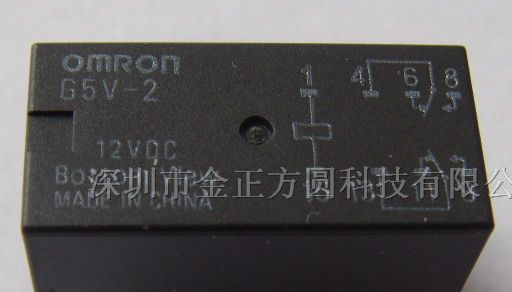 OMRON
G5V-2
1 4 6 8
12VDC
深圳市金正方圆科技有限公司
MADE IN CHINA